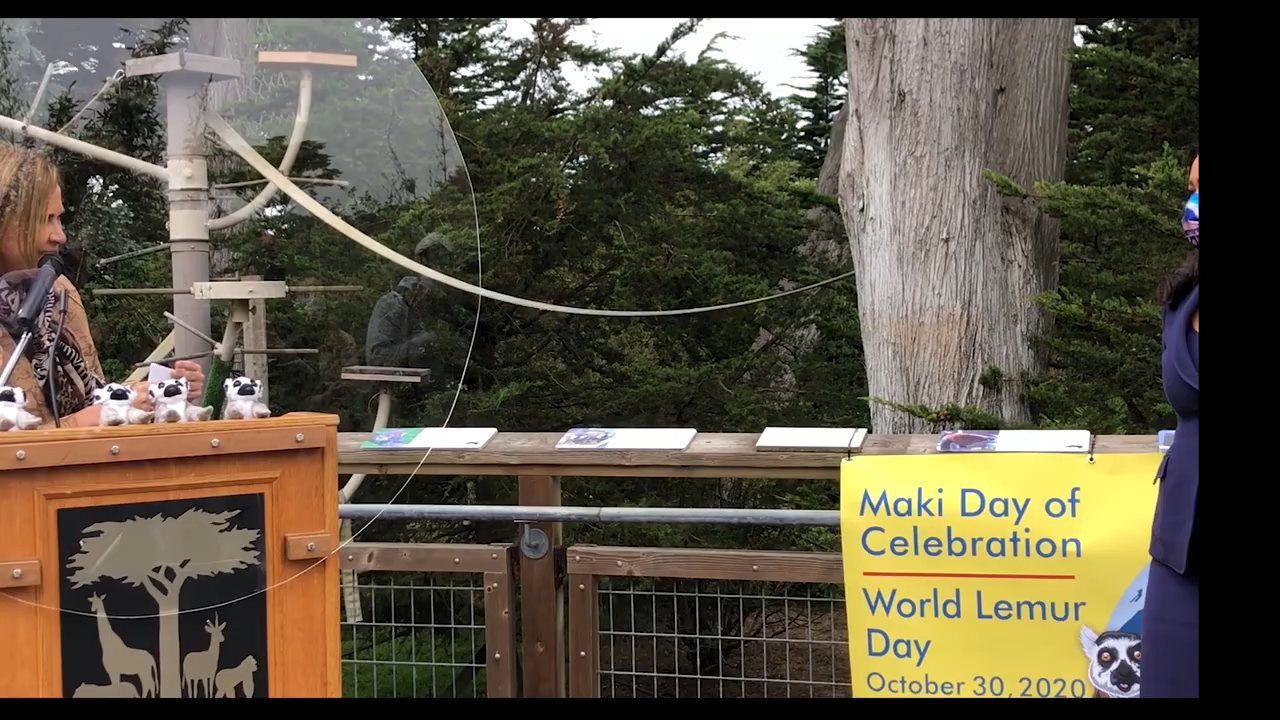 Maki Day of
Celebration
World Lemur
Day
October 30, 2020